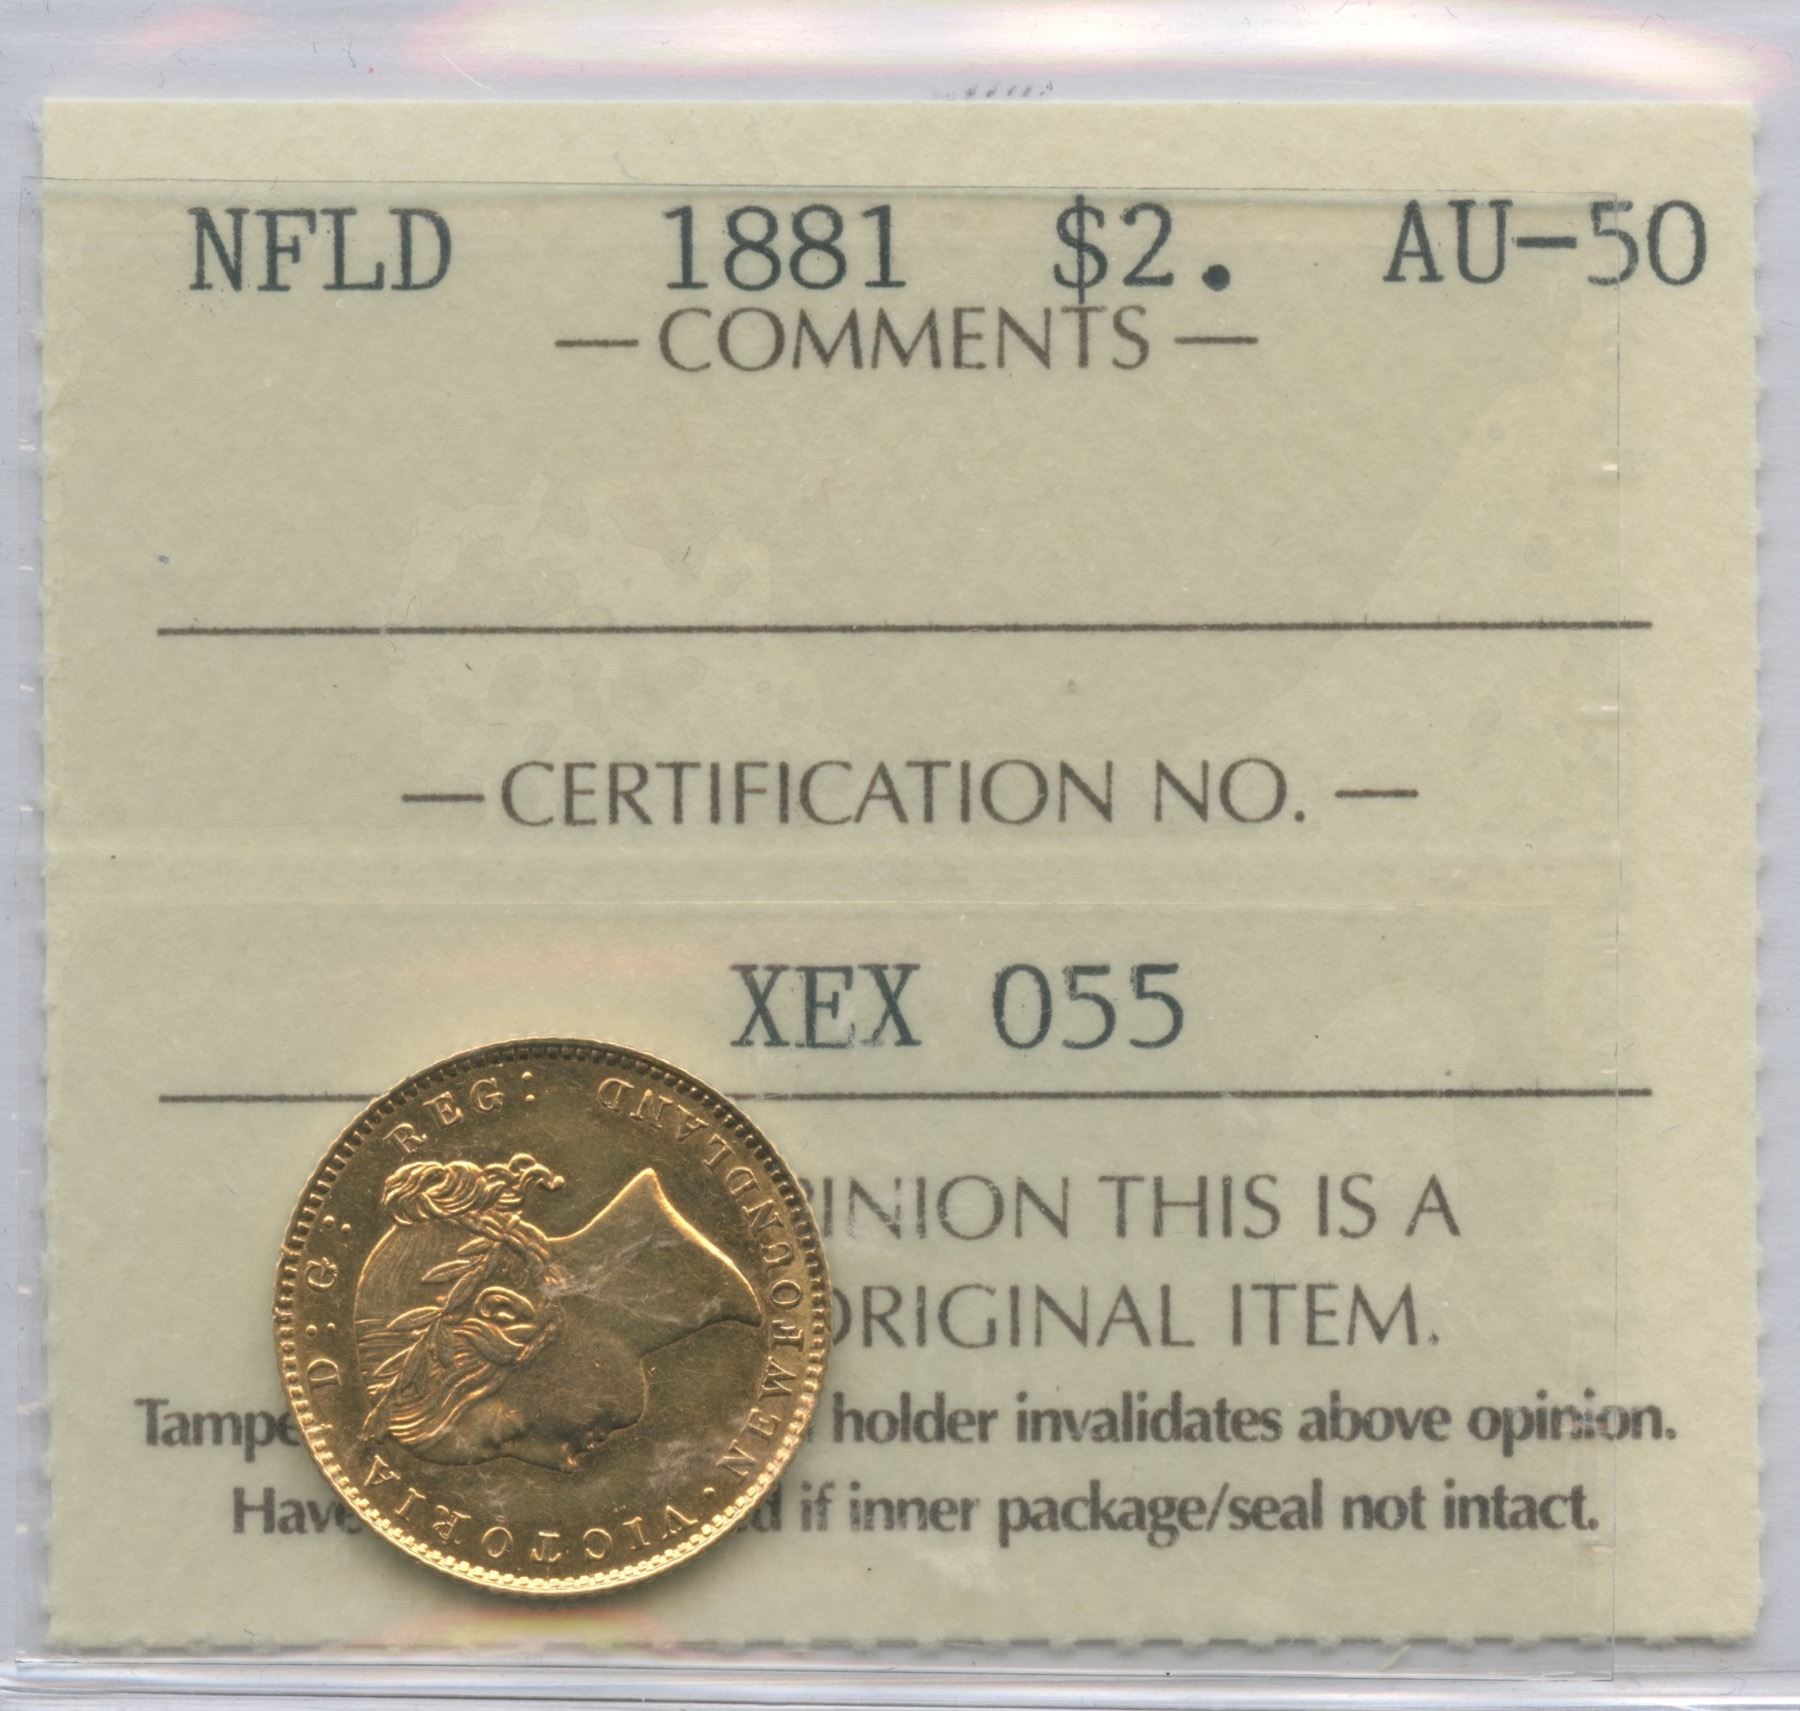 NFLD 1881 $2. AU-50
— COMMENTS —
— CERTIFICATION NO. —
XEX 055
INION THIS IS A
ORIGINAL ITEM.
Tampe holder invalidates above opinion.
Have d if inner package/seal not intact.
VICTORIA D:G: REG:
NEWFOUNDLAND